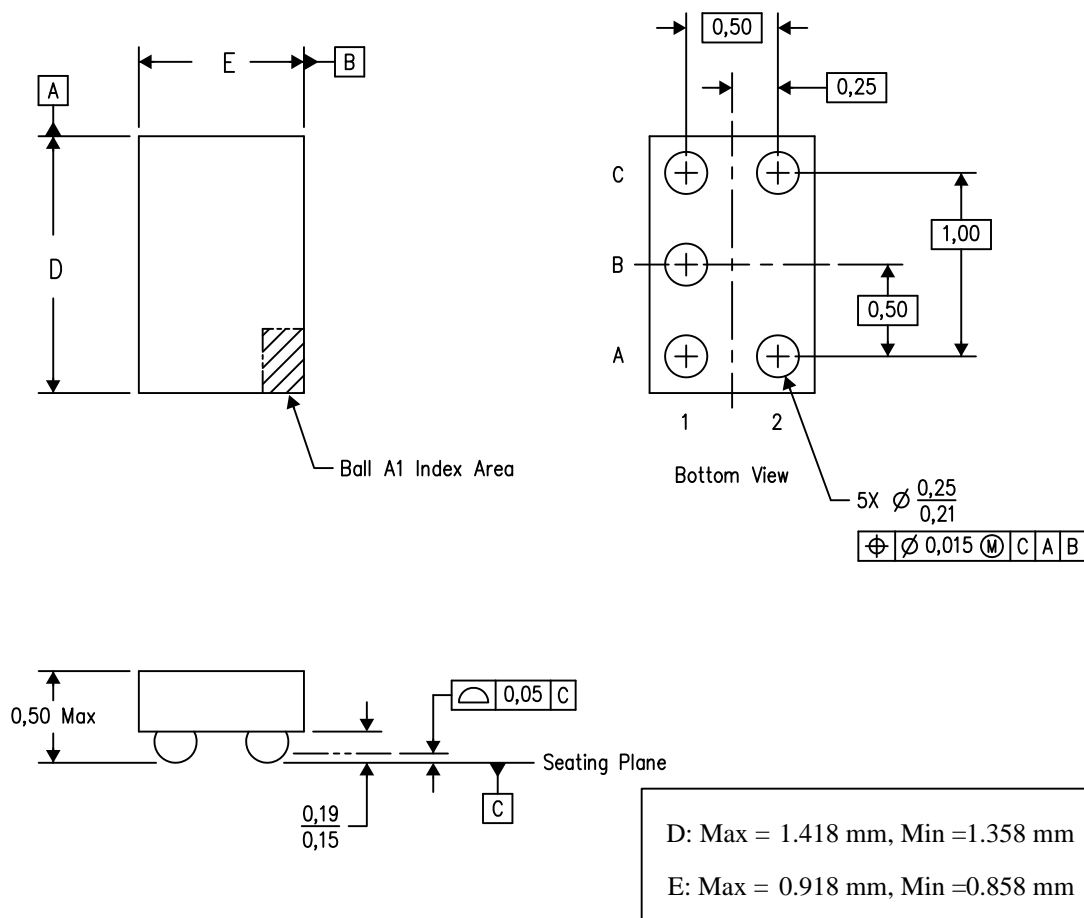 E
B
A
D
Ball A1 Index Area
0,50
0,25
C
B
A
1,00
0,50
1 2
Bottom View
5X Ø 0,25
0,21
⌖ Ø 0,015 Ⓜ C A B
0,50 Max
⌓ 0,05 C
Seating Plane
C
0,19
0,15
D: Max = 1.418 mm, Min =1.358 mm
E: Max = 0.918 mm, Min =0.858 mm